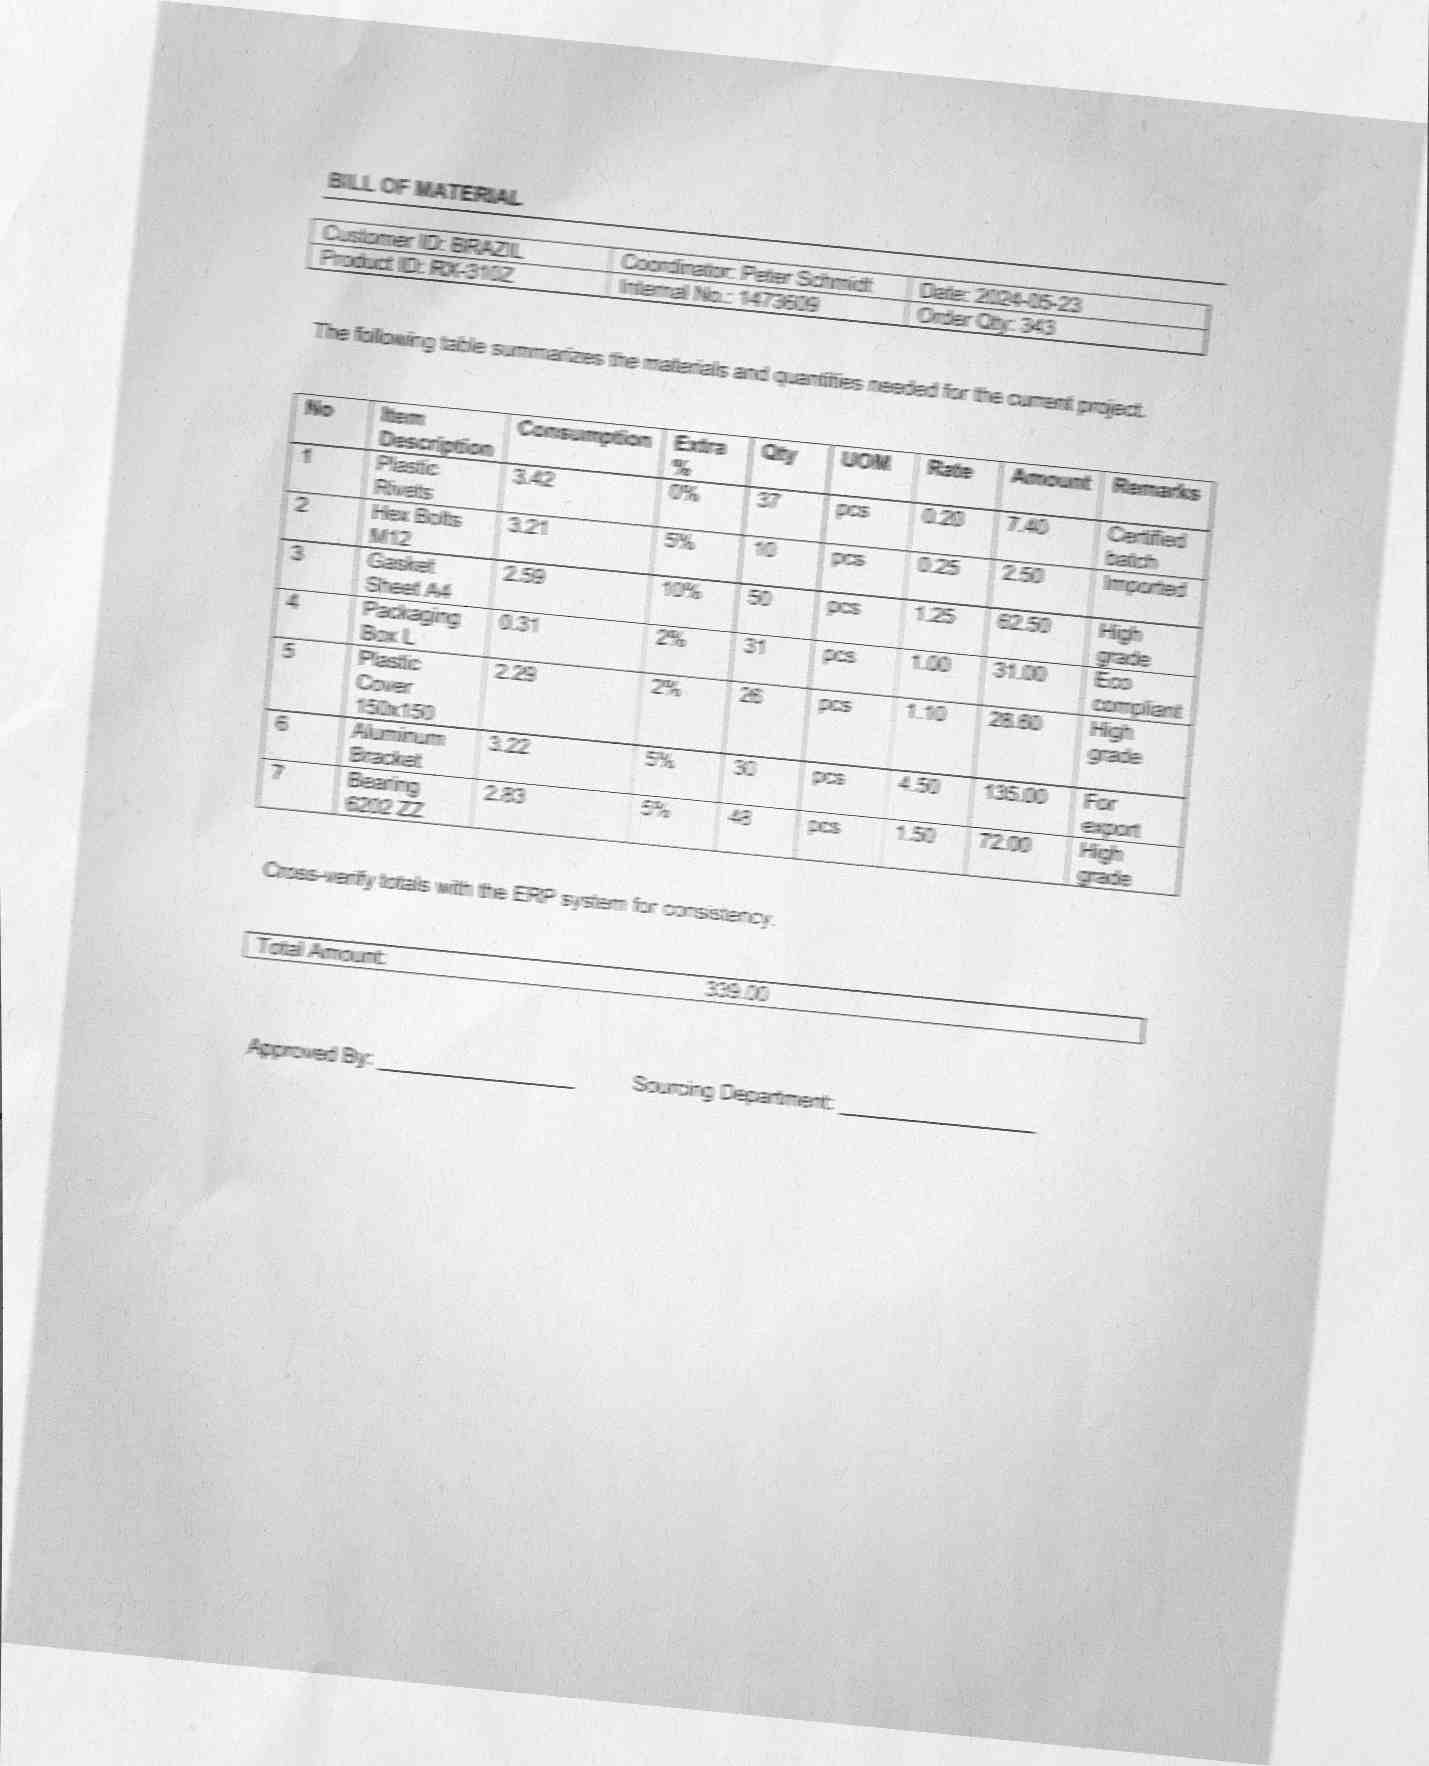 BILL OF MATERIAL
Customer ID: BRAZIL Coordinator: Peter Schmidt Date: 2024-05-23
Product ID: RX-310Z Internal No.: 1473609 Order Qty: 343
The following table summarizes the materials and quantities needed for the current project.
No Item Description Consumption Extra % Qty UOM Rate Amount Remarks
1 Plastic Rivets 3.42 0% 37 pcs 0.20 7.40 Certified batch
2 Hex Bolts M12 3.21 5% 10 pcs 0.25 2.50 Imported
3 Gasket Sheet A4 2.59 10% 50 pcs 1.25 62.50 High grade
4 Packaging Box L 0.31 2% 31 pcs 1.00 31.00 Eco compliant
5 Plastic Cover 150x150 2.29 2% 26 pcs 1.10 28.60 High grade
6 Aluminum Bracket 3.22 5% 30 pcs 4.50 135.00 For export
7 Bearing 6202 ZZ 2.83 5% 48 pcs 1.50 72.00 High grade
Cross-verify totals with the ERP system for consistency.
Total Amount: 339.00
Approved By: Sourcing Department: